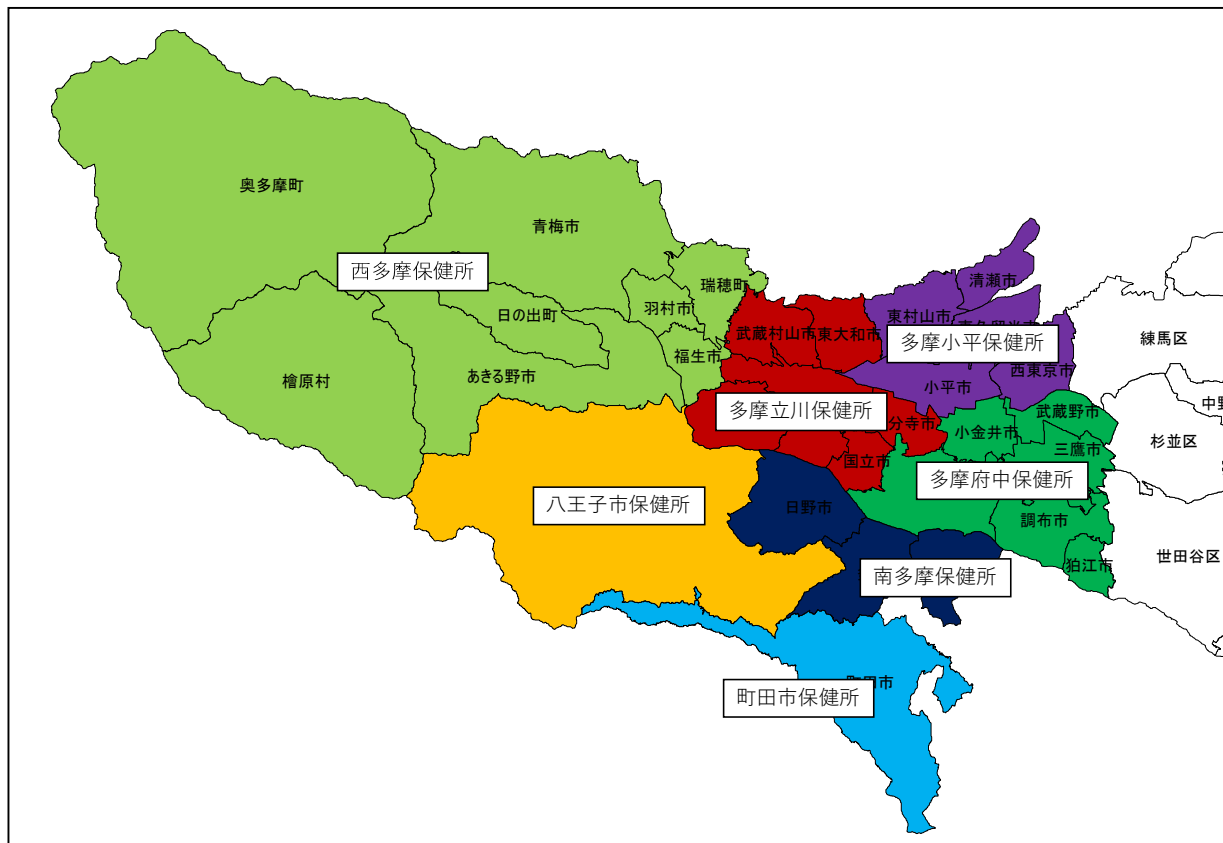 奥多摩町
青梅市
西多摩保健所
瑞穂町
羽村市
日の出町
福生市
あきる野市
檜原村
清瀬市
東村山市
武蔵村山市
東大和市
多摩小平保健所
西東京市
小平市
練馬区
中野
杉並区
武蔵野市
多摩立川保健所
分寺市
小金井市
三鷹市
国立市
多摩府中保健所
八王子市保健所
日野市
調布市
世田谷区
狛江市
南多摩保健所
町田市保健所